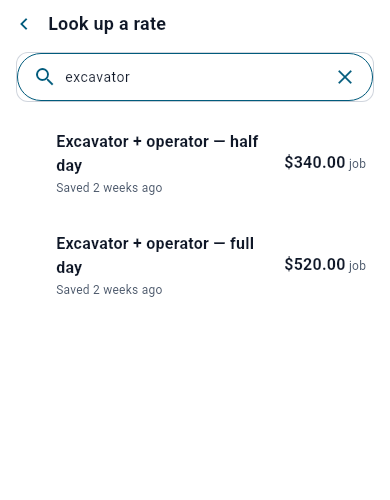 Look up a rate
excavator
Excavator + operator — half
day
$340.00 job
Saved 2 weeks ago
Excavator + operator — full
day
$520.00 job
Saved 2 weeks ago